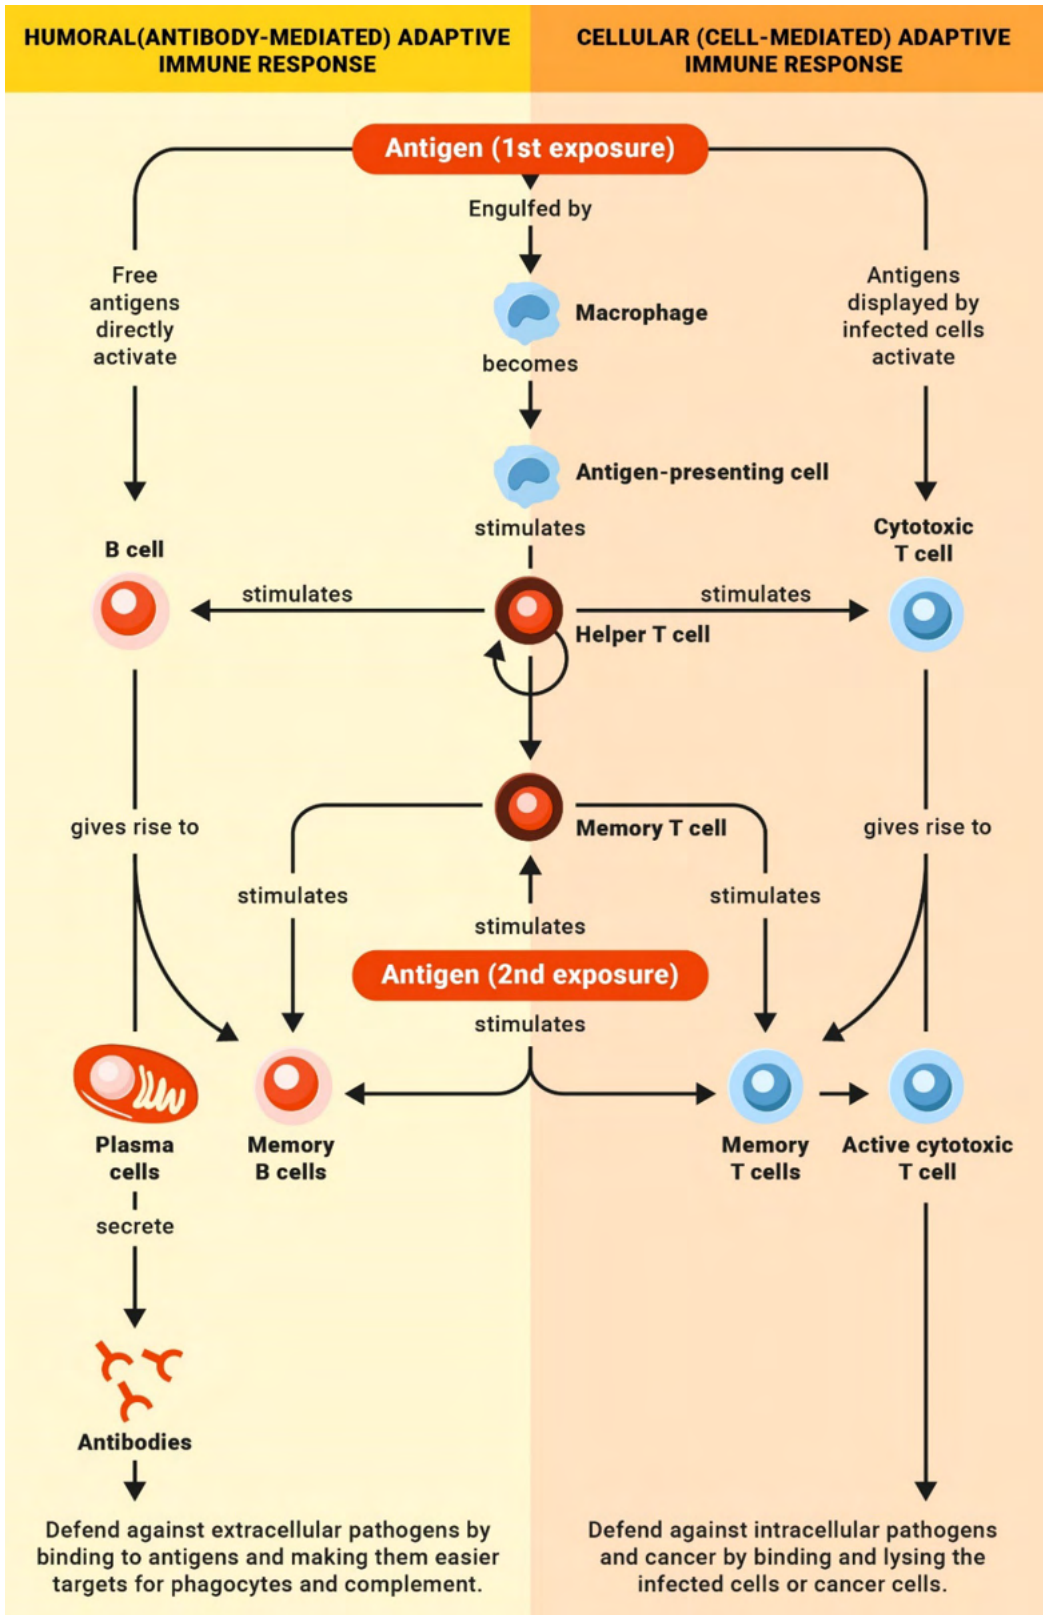 HUMORAL(ANTIBODY-MEDIATED) ADAPTIVE
IMMUNE RESPONSE
CELLULAR (CELL-MEDIATED) ADAPTIVE
IMMUNE RESPONSE
Antigen (1st exposure)
Engulfed by
Free
antigens
directly
activate
Macrophage
becomes
Antigens
displayed by
infected cells
activate
Antigen-presenting cell
stimulates
B cell
Cytotoxic
T cell
stimulates
stimulates
Helper T cell
gives rise to
Memory T cell
gives rise to
stimulates
stimulates
stimulates
Antigen (2nd exposure)
stimulates
Plasma
cells
Memory
B cells
Memory
T cells
Active cytotoxic
T cell
secrete
Antibodies
Defend against extracellular pathogens by
binding to antigens and making them easier
targets for phagocytes and complement.
Defend against intracellular pathogens
and cancer by binding and lysing the
infected cells or cancer cells.